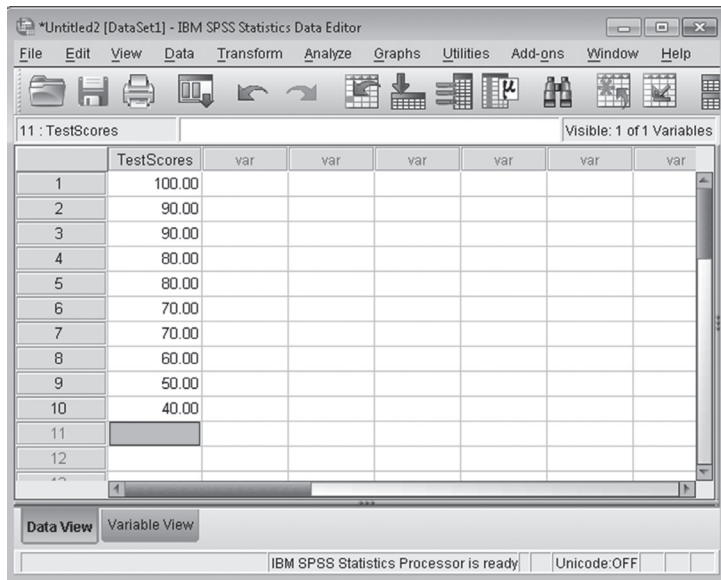 *Untitled2 [DataSet1] - IBM SPSS Statistics Data Editor
File Edit View Data Transform Analyze Graphs Utilities Add-ons Window Help
μ
11 : TestScores Visible: 1 of 1 Variables
TestScores var var var var var var
1 100.00
2 90.00
3 90.00
4 80.00
5 80.00
6 70.00
7 70.00
8 60.00
9 50.00
10 40.00
11
12
Data View Variable View
IBM SPSS Statistics Processor is ready Unicode:OFF